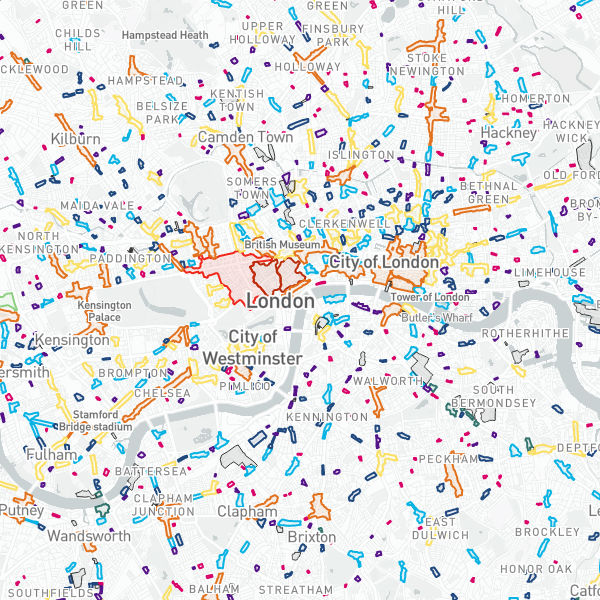 GREEN
CHILDS
HILL
Hampstead Heath
UPPER
HOLLOWAY
FINSBURY
PARK
HILL
STOKE
NEWINGTON
CKLEWOOD
HAMPSTEAD
HOLLOWAY
BELSIZE
PARK
KENTISH
TOWN
HOMERTON
Kilburn
Camden Town
Hackney
HACKNEY
WICK
ISLINGTON
OLD FORD
SOMERS
TOWN
BETHNAL
GREEN
MAIDA VALE
BRO
BY-
CLERKENWELL
NORTH
KENSINGTON
British Museum
PADDINGTON
City of London
LIMEHOUSE
Kensington
Palace
London
Tower of London
Butler's Wharf
Kensington
City of
Westminster
ROTHERHITHE
ersmith
BROMPTON
CHELSEA
PIMLICO
WALWORTH
SOUTH
BERMONDSEY
Stamford
Bridge stadium
KENNINGTON
Fulham
DEPTF
BATTERSEA
PECKHAM
Putney
CLAPHAM
JUNCTION
Clapham
Wandsworth
Brixton
EAST
DULWICH
BROCKLEY
HONOR OAK
SOUTHFIELDS
BALHAM
STREATHAM
Catf